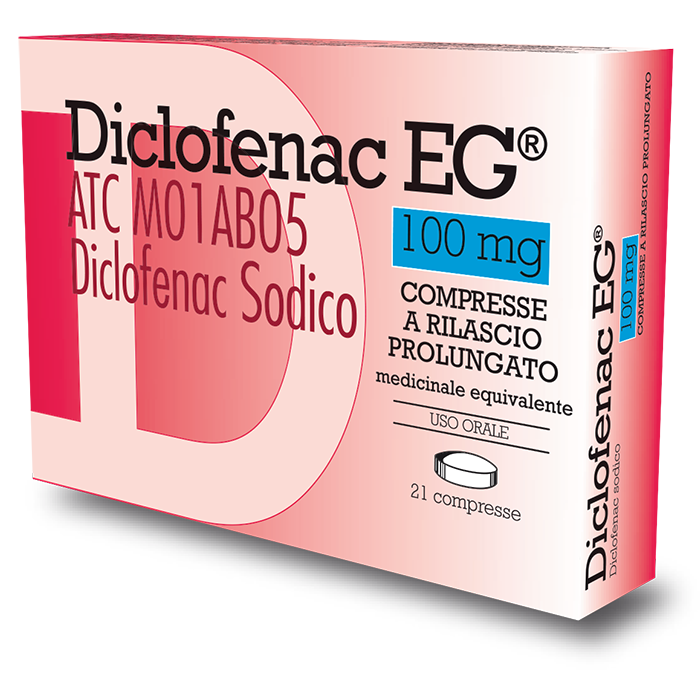 Diclofenac EG®
ATC M01AB05
Diclofenac Sodico
100 mg
COMPRESSE
A RILASCIO
PROLUNGATO
medicinale equivalente
USO ORALE
21 compresse
Diclofenac EG®
Diclofenac sodico
100 mg
COMPRESSE A RILASCIO PROLUNGATO